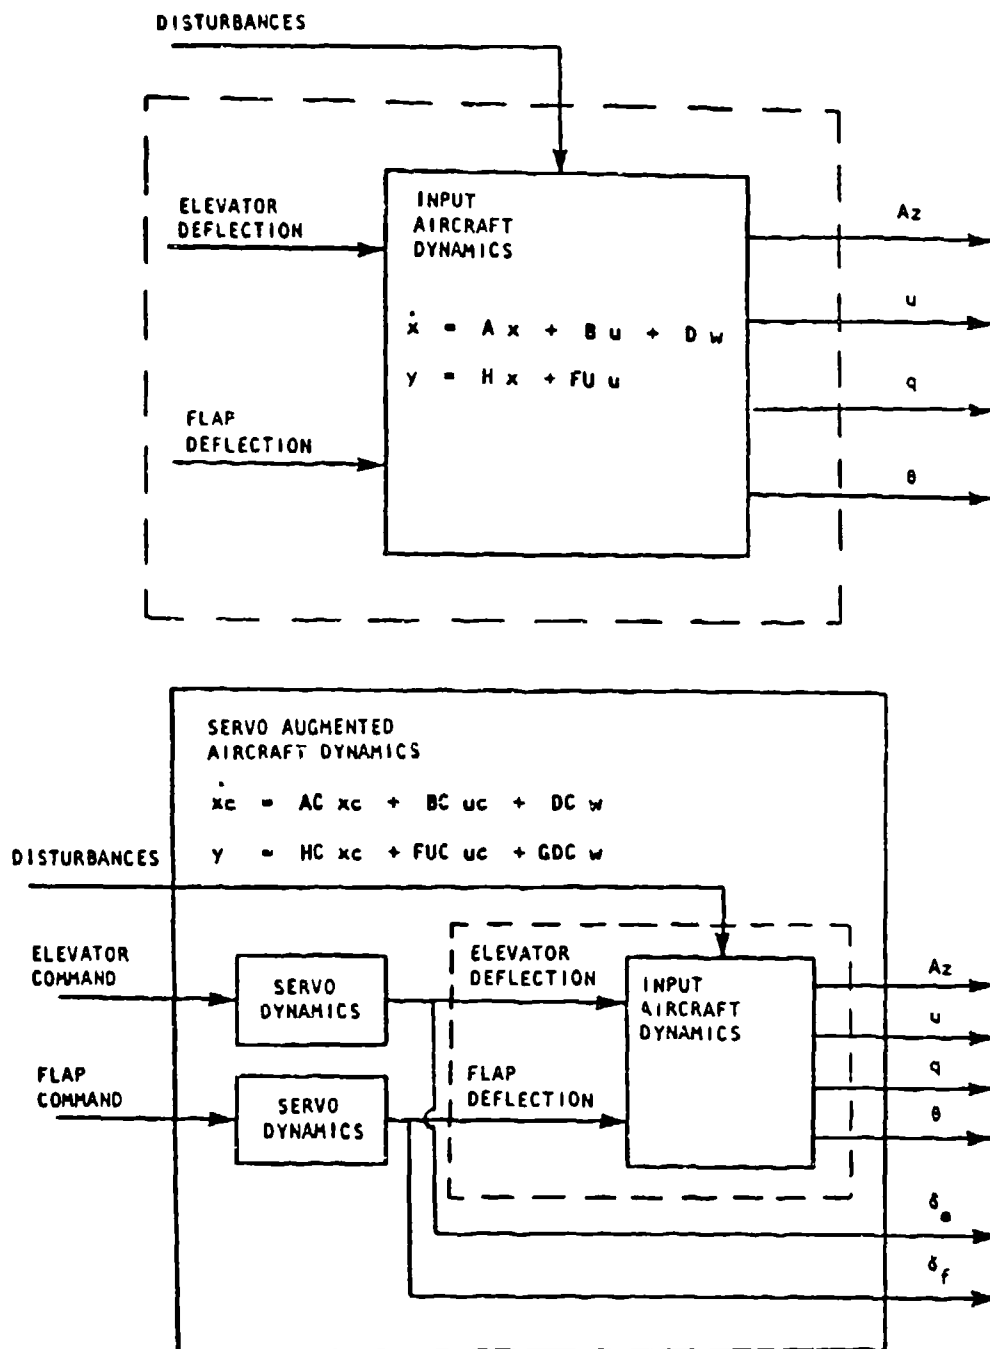 DISTURBANCES
ELEVATOR
DEFLECTION
INPUT
AIRCRAFT
DYNAMICS
ẋ = A x + B u + D w
y = H x + FU u
FLAP
DEFLECTION
Az
u
q
θ
SERVO AUGMENTED
AIRCRAFT DYNAMICS
ẋc = AC xc + BC uc + DC w
y = HC xc + FUC uc + GDC w
DISTURBANCES
ELEVATOR
COMMAND
SERVO
DYNAMICS
ELEVATOR
DEFLECTION
INPUT
AIRCRAFT
DYNAMICS
FLAP
COMMAND
SERVO
DYNAMICS
FLAP
DEFLECTION
Az
u
q
θ
δe
δf